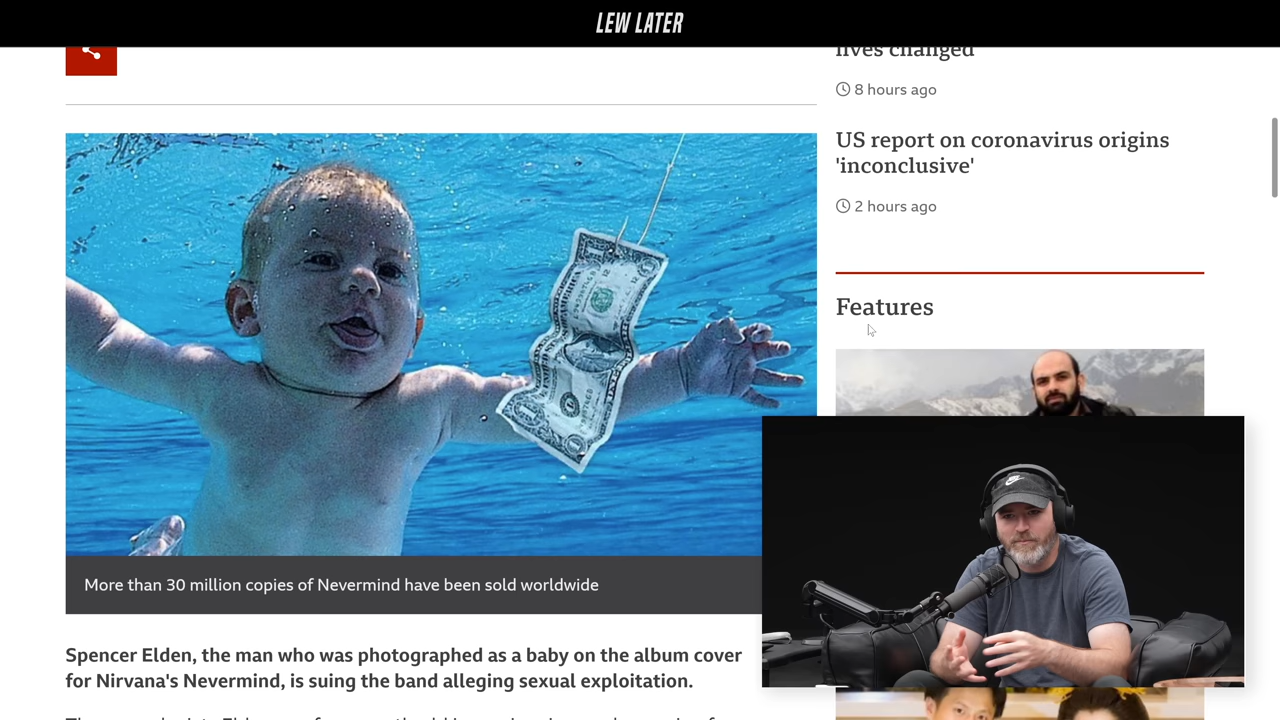 LEW LATER
lives changed
8 hours ago
US report on coronavirus origins
'inconclusive'
2 hours ago
Features
More than 30 million copies of Nevermind have been sold worldwide
Spencer Elden, the man who was photographed as a baby on the album cover
for Nirvana's Nevermind, is suing the band alleging sexual exploitation.